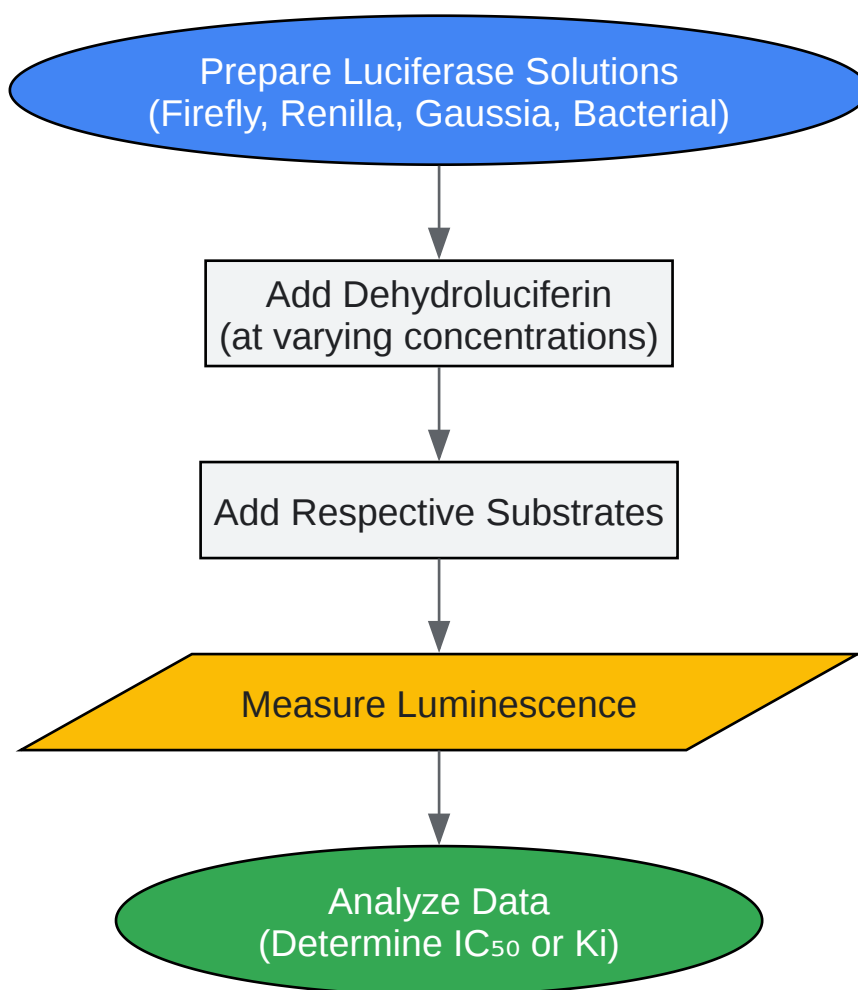 Prepare Luciferase Solutions
(Firefly, Renilla, Gaussia, Bacterial)
Add Dehydroluciferin
(at varying concentrations)
Add Respective Substrates
Measure Luminescence
Analyze Data
(Determine IC₅₀ or Ki)